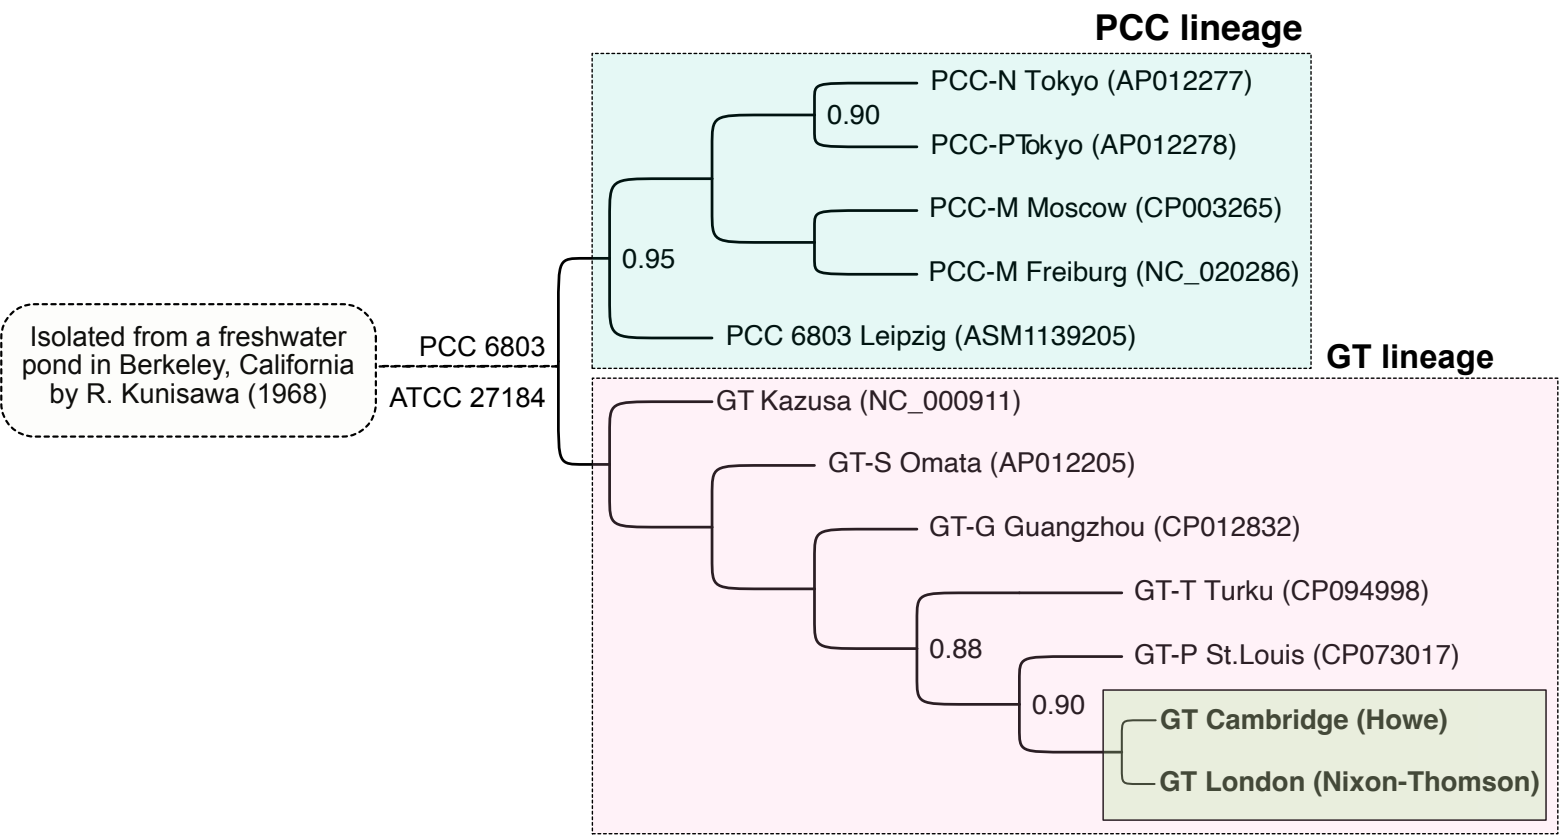 PCC lineage
PCC-N Tokyo (AP012277)
0.90
PCC-PTokyo (AP012278)
PCC-M Moscow (CP003265)
0.95
PCC-M Freiburg (NC_020286)
PCC 6803 Leipzig (ASM1139205)
Isolated from a freshwater
pond in Berkeley, California
by R. Kunisawa (1968)
PCC 6803
ATCC 27184
GT lineage
GT Kazusa (NC_000911)
GT-S Omata (AP012205)
GT-G Guangzhou (CP012832)
GT-T Turku (CP094998)
0.88
GT-P St.Louis (CP073017)
0.90
GT Cambridge (Howe)
GT London (Nixon-Thomson)